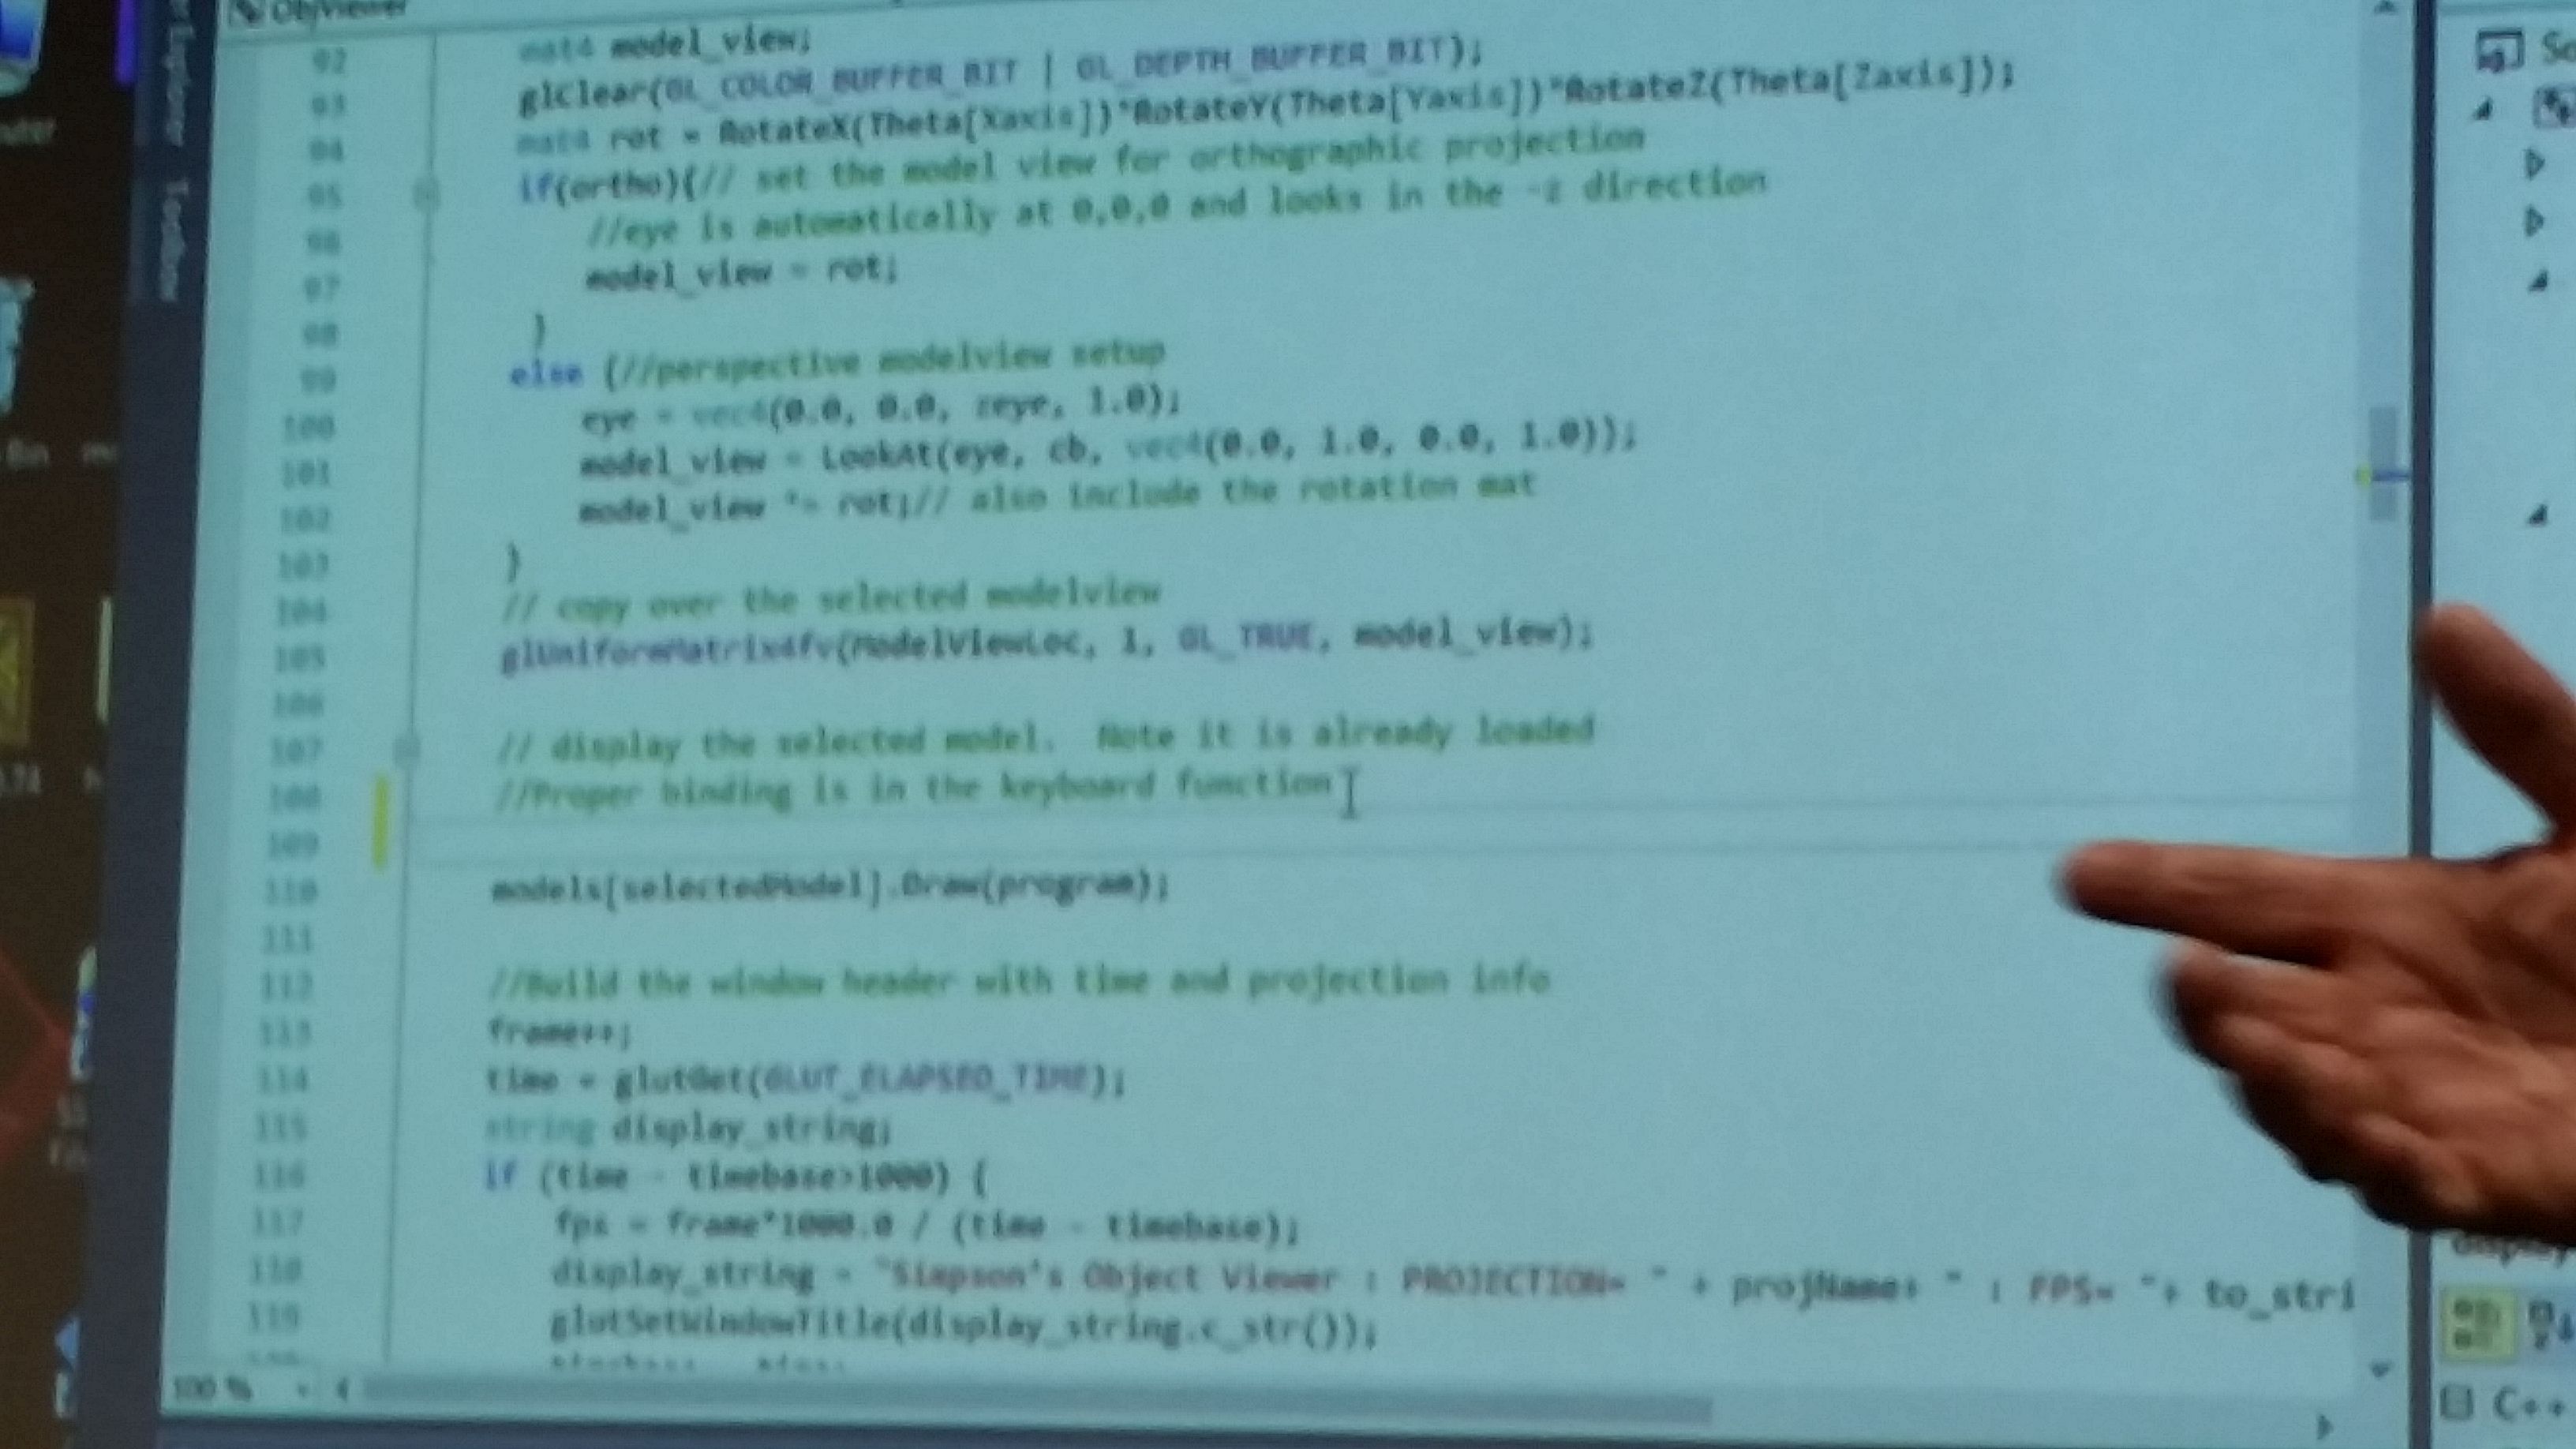 ObjViewer
Toolbox
92 mat4 model_view;
93 glClear(GL_COLOR_BUFFER_BIT | GL_DEPTH_BUFFER_BIT);
94 mat4 rot = RotateX(Theta[Xaxis])*RotateY(Theta[Yaxis])*RotateZ(Theta[Zaxis]);
95 if(ortho){// set the model view for orthographic projection
96 //eye is automatically at 0,0,0 and looks in the -z direction
97 model_view = rot;
98 }
99 else {//perspective modelview setup
100 eye = vec4(0.0, 0.0, zeye, 1.0);
101 model_view = LookAt(eye, cb, vec4(0.0, 1.0, 0.0, 1.0));
102 model_view *= rot;// also include the rotation mat
103 }
104 // copy over the selected modelview
105 glUniformMatrix4fv(ModelViewLoc, 1, GL_TRUE, model_view);
106
107 // display the selected model.  Note it is already loaded
108 //Proper binding is in the keyboard function
109
110 models[selectedModel].Draw(program);
111
112 //Build the window header with time and projection info
113 frame++;
114 time = glutGet(GLUT_ELAPSED_TIME);
115 string display_string;
116 if (time - timebase>1000) {
117 fps = frame*1000.0 / (time - timebase);
118 display_string = "Simpson's Object Viewer : PROJECTION= " + projName+ " : FPS= "+ to_stri
119 glutSetWindowTitle(display_string.c_str());
100 %
C++